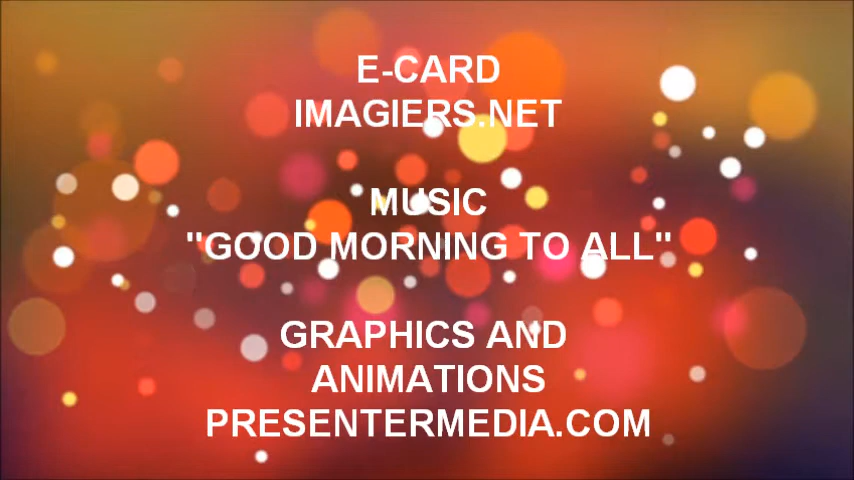 E-CARD
IMAGIERS.NET
MUSIC
"GOOD MORNING TO ALL"
GRAPHICS AND
ANIMATIONS
PRESENTERMEDIA.COM